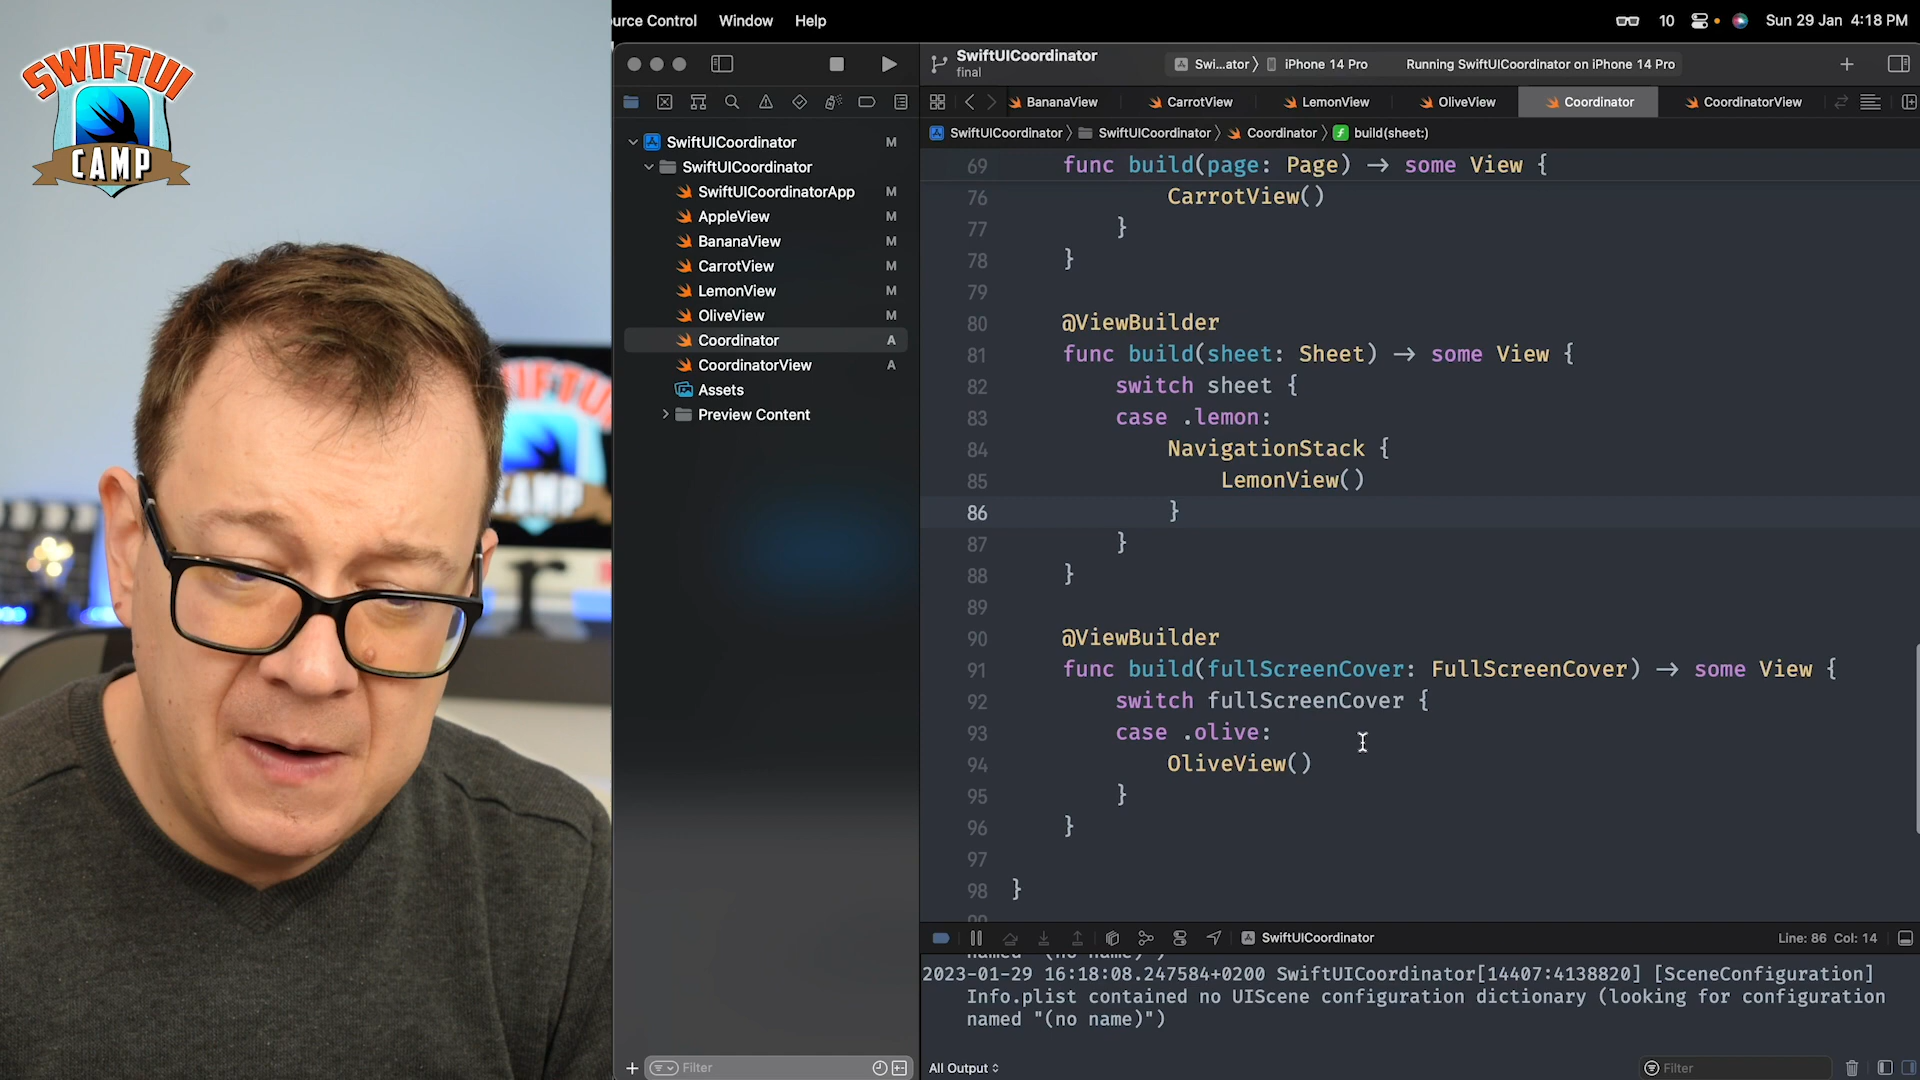 SWIFTUI
CAMP
urce Control Window Help
10 Sun 29 Jan 4:18 PM
SwiftUICoordinator
final
Swi...ator 〉 iPhone 14 Pro
Running SwiftUICoordinator on iPhone 14 Pro
BananaView CarrotView LemonView OliveView Coordinator CoordinatorView
SwiftUICoordinator 〉 SwiftUICoordinator 〉 Coordinator 〉 build(sheet:)
SwiftUICoordinator M
SwiftUICoordinator
SwiftUICoordinatorApp M
AppleView M
BananaView M
CarrotView M
LemonView M
OliveView M
Coordinator A
CoordinatorView A
Assets
Preview Content
69 func build(page: Page) -> some View {
76 CarrotView()
77 }
78 }
79
80 @ViewBuilder
81 func build(sheet: Sheet) -> some View {
82 switch sheet {
83 case .lemon:
84 NavigationStack {
85 LemonView()
86 }
87 }
88 }
89
90 @ViewBuilder
91 func build(fullScreenCover: FullScreenCover) -> some View {
92 switch fullScreenCover {
93 case .olive:
94 OliveView()
95 }
96 }
97
98 }
SwiftUICoordinator
Line: 86 Col: 14
named "(no name)")
2023-01-29 16:18:08.247584+0200 SwiftUICoordinator[14407:4138820] [SceneConfiguration]
Info.plist contained no UIScene configuration dictionary (looking for configuration
named "(no name)")
Filter
All Output
Filter